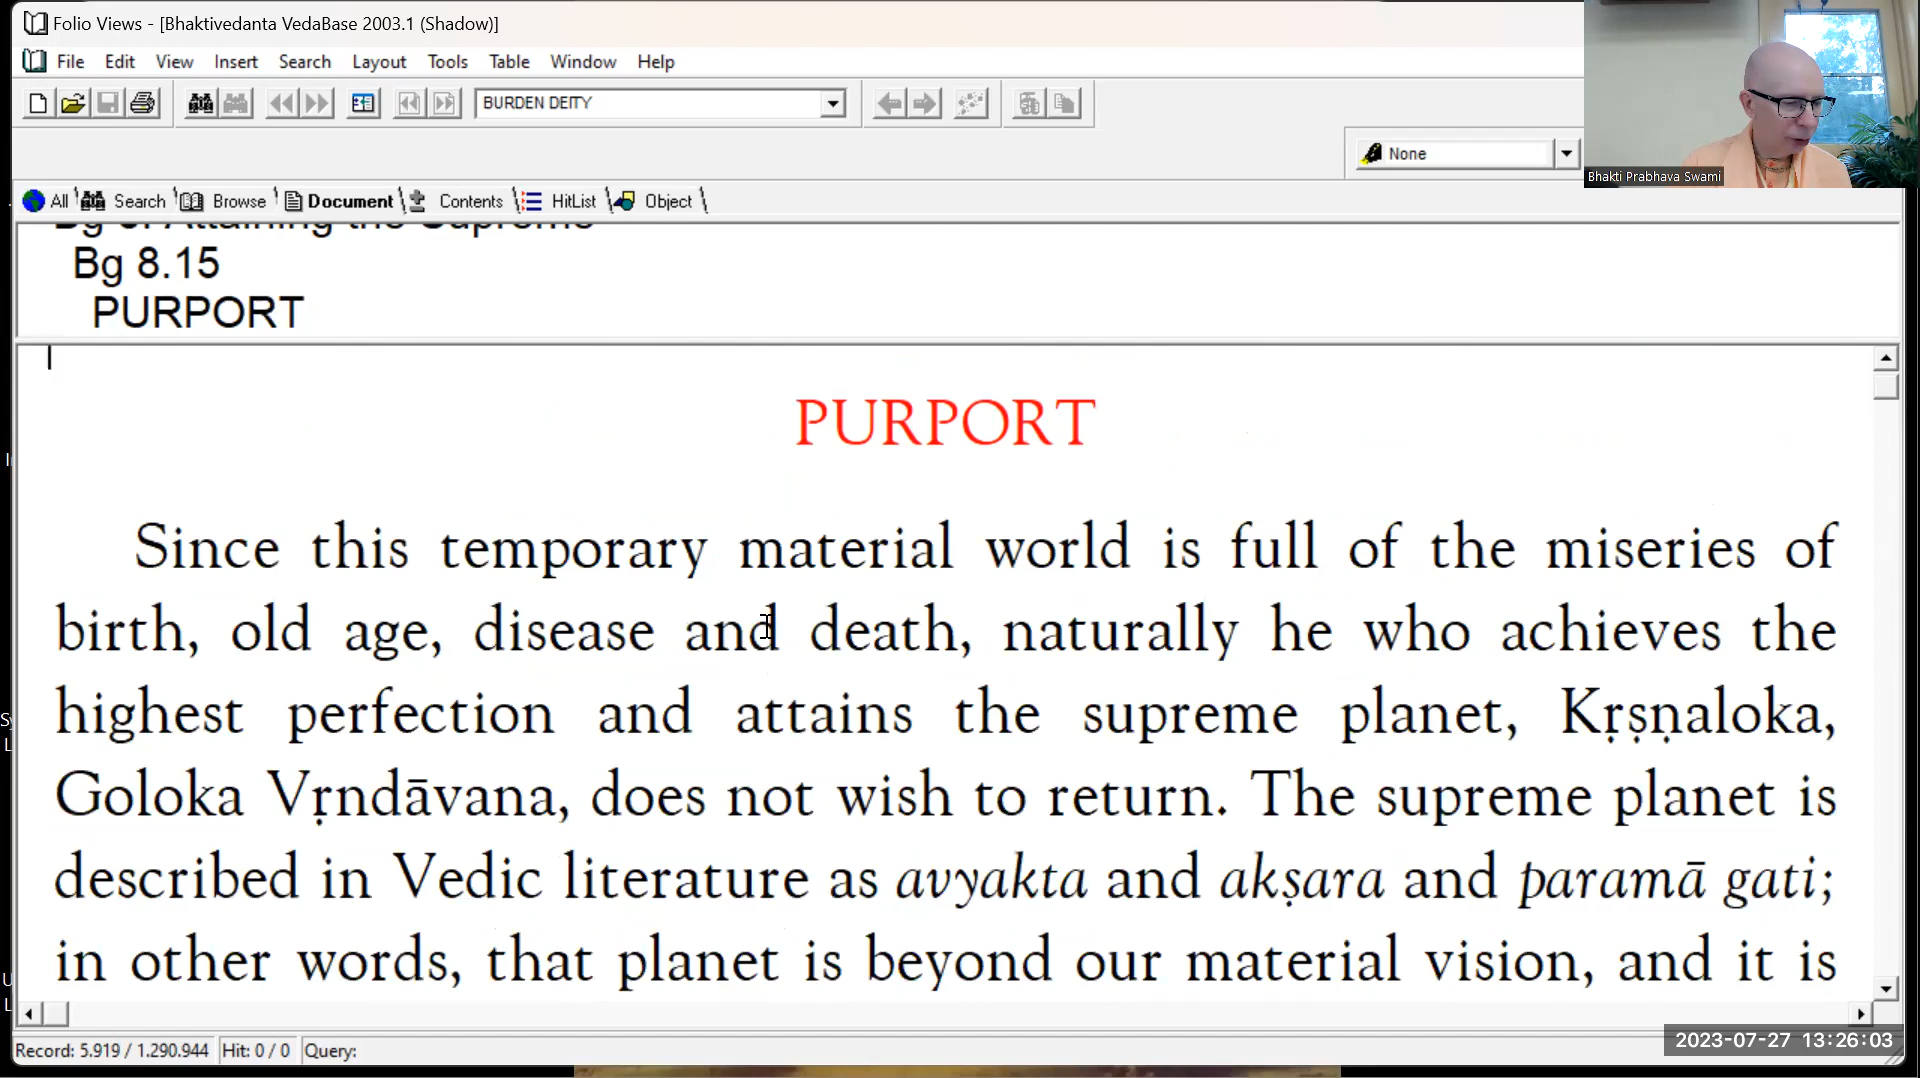 Folio Views - [Bhaktivedanta VedaBase 2003.1 (Shadow)]
File Edit View Insert Search Layout Tools Table Window Help
BURDEN DEITY
None
Bhakti Prabhava Swami
All Search Browse Document Contents HitList Object
Bg 8.15
PURPORT
PURPORT
Since this temporary material world is full of the miseries of
birth, old age, disease and death, naturally he who achieves the
highest perfection and attains the supreme planet, Kṛṣṇaloka,
Goloka Vṛndāvana, does not wish to return. The supreme planet is
described in Vedic literature as avyakta and akṣara and paramā gati;
in other words, that planet is beyond our material vision, and it is
Record: 5.919 / 1.290.944 Hit: 0 / 0 Query:
2023-07-27 13:26:03